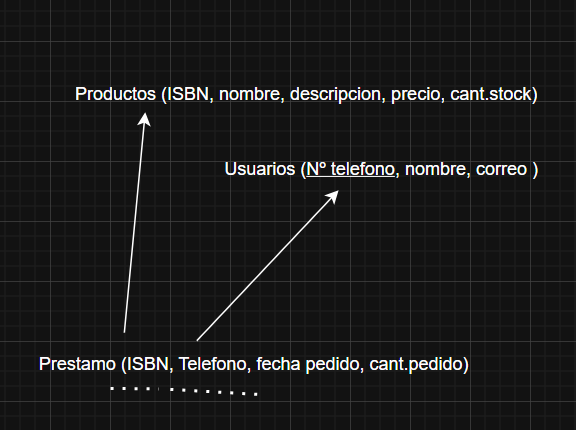 Productos (ISBN, nombre, descripcion, precio, cant.stock)
Usuarios (Nº telefono, nombre, correo )
Prestamo (ISBN, Telefono, fecha pedido, cant.pedido)